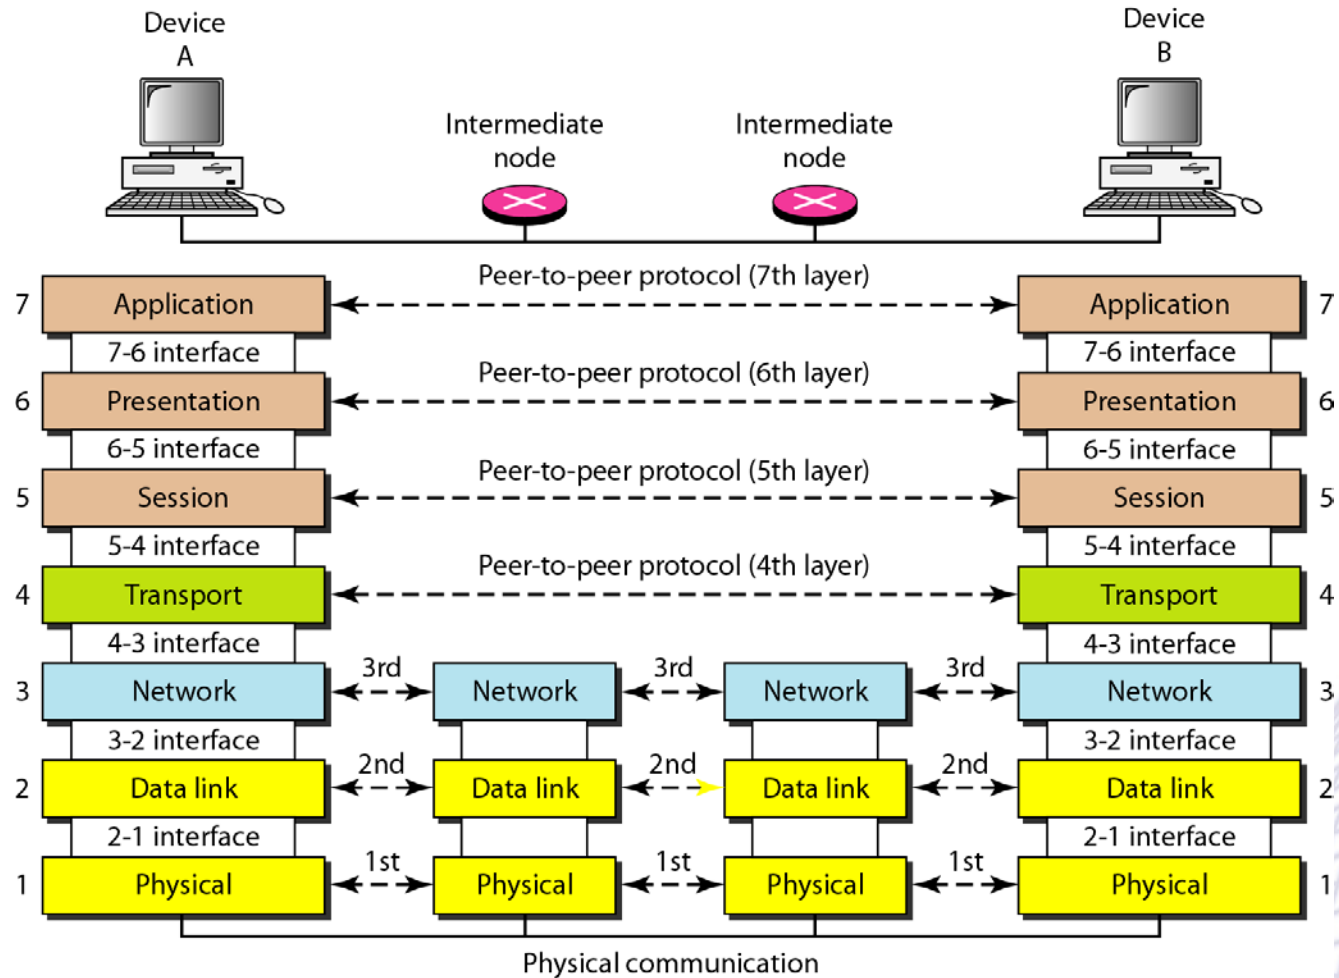 Device
A
Device
B
Intermediate
node
Intermediate
node
Peer-to-peer protocol (7th layer)
7 Application Application 7
7-6 interface 7-6 interface
Peer-to-peer protocol (6th layer)
6 Presentation Presentation 6
6-5 interface 6-5 interface
Peer-to-peer protocol (5th layer)
5 Session Session 5
5-4 interface 5-4 interface
Peer-to-peer protocol (4th layer)
4 Transport Transport 4
4-3 interface 4-3 interface
3rd 3rd 3rd
3 Network Network Network Network 3
3-2 interface 3-2 interface
2nd 2nd 2nd
2 Data link Data link Data link Data link 2
2-1 interface 2-1 interface
1st 1st 1st
1 Physical Physical Physical Physical 1
Physical communication